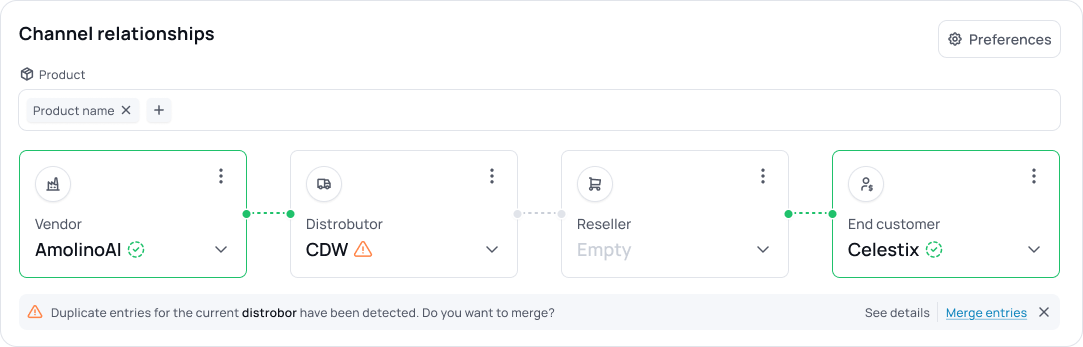 Channel relationships
Preferences
Product
Product name
Vendor
AmolinoAI
Distrobutor
CDW
Reseller
Empty
End customer
Celestix
Duplicate entries for the current distrobor have been detected. Do you want to merge?
See details
Merge entries